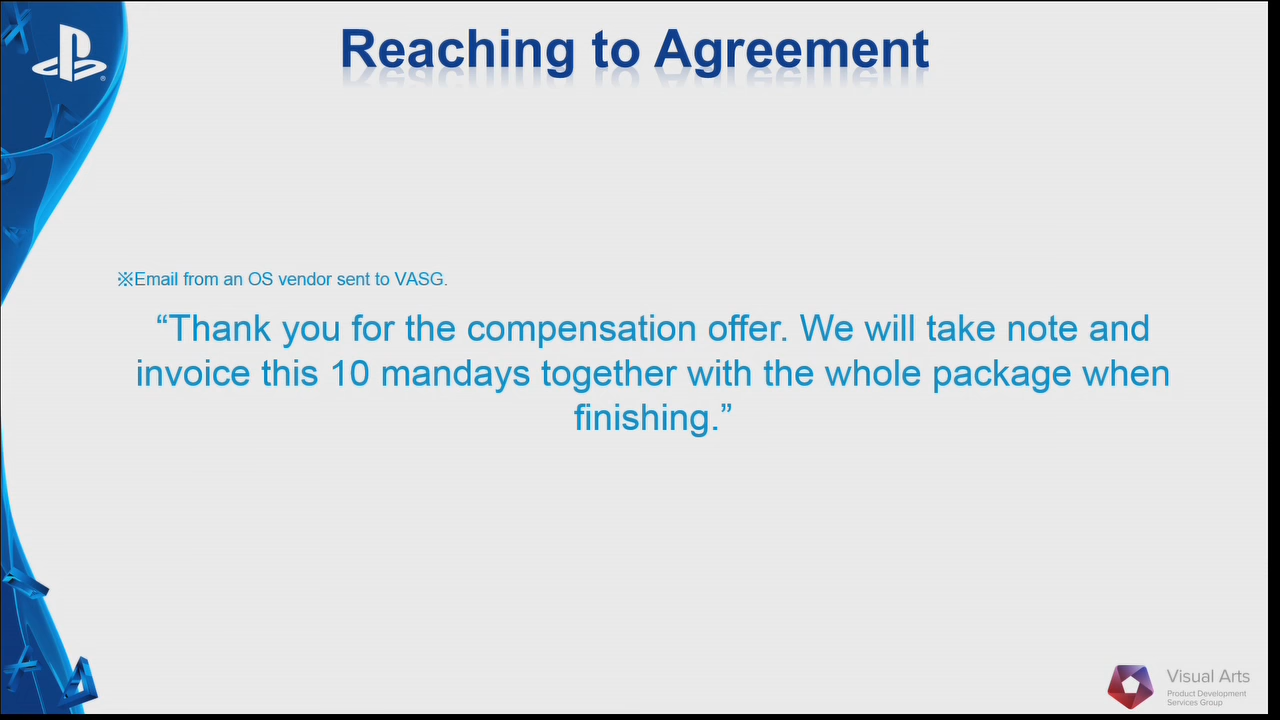 Reaching to Agreement
※Email from an OS vendor sent to VASG.
“Thank you for the compensation offer. We will take note and
invoice this 10 mandays together with the whole package when
finishing.”
Visual Arts
Product Development
Services Group